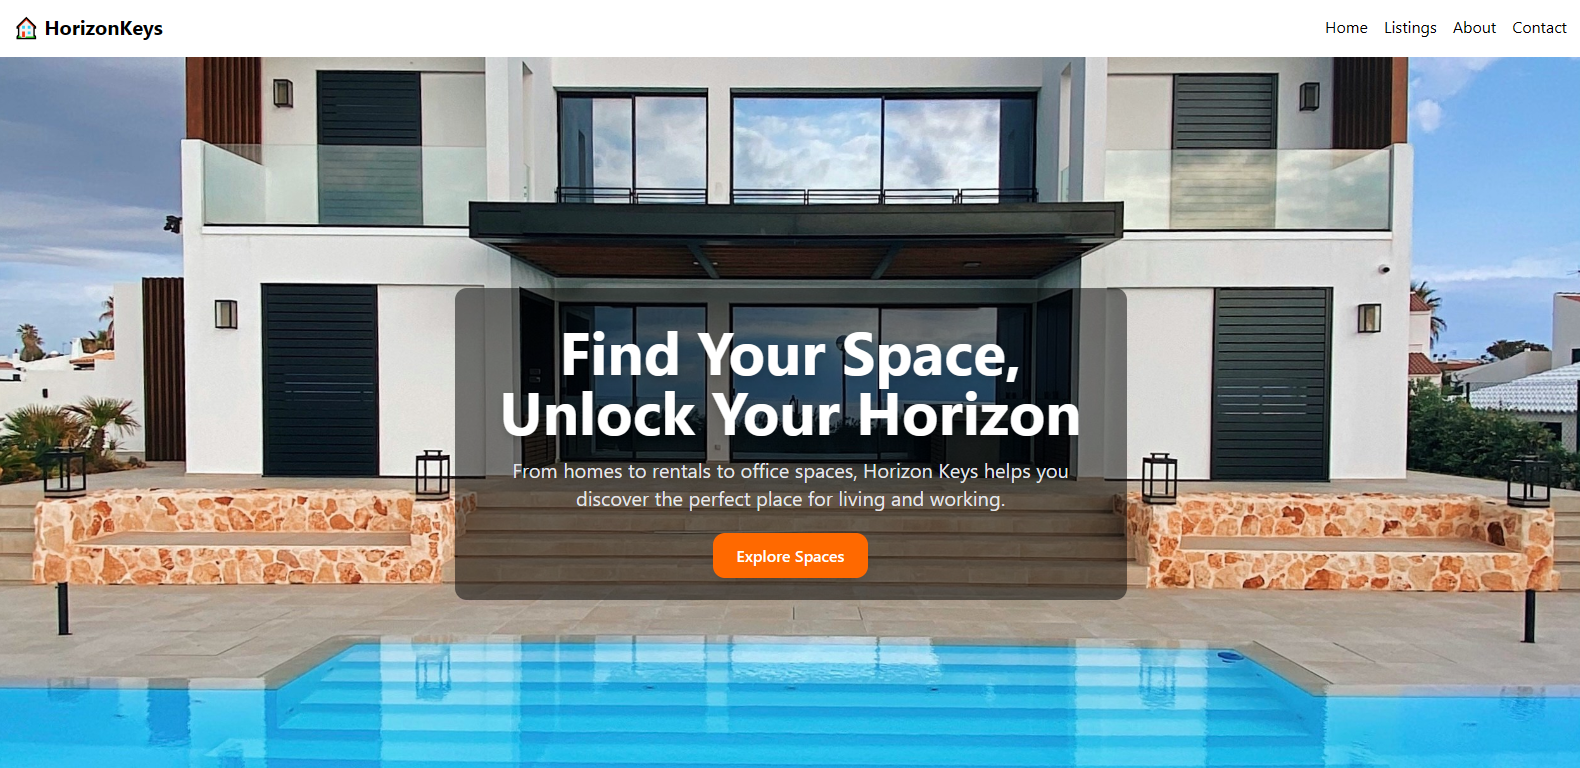 HorizonKeys
Home Listings About Contact
Find Your Space,
Unlock Your Horizon
From homes to rentals to office spaces, Horizon Keys helps you
discover the perfect place for living and working.
Explore Spaces